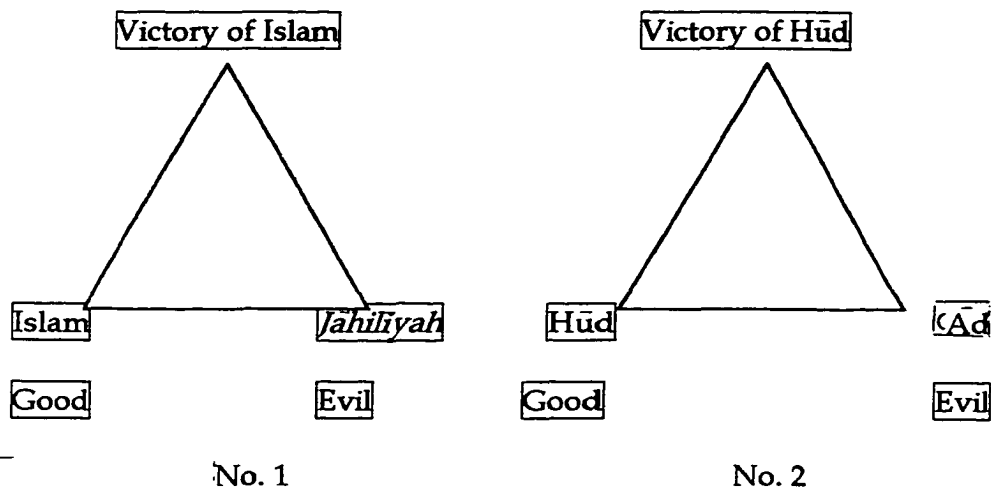 Victory of Islam Victory of Hūd
Islam Jāhilīyah Hūd ʿĀd
Good Evil Good Evil
No. 1 No. 2